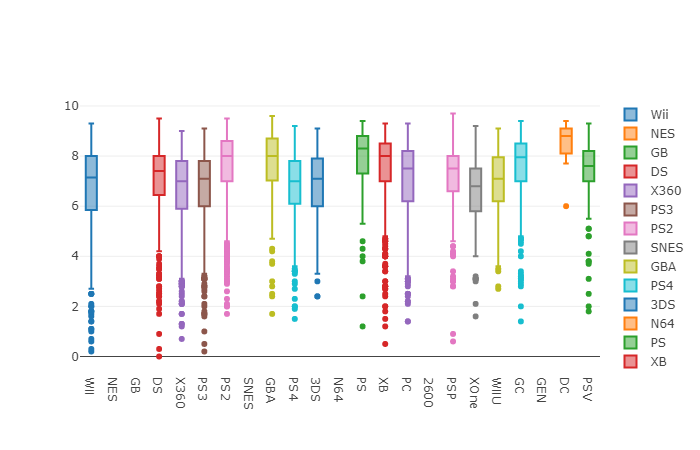 10
8
6
4
2
0
WII
NES
GB
DS
X360
PS3
PS2
SNES
GBA
PS4
3DS
N64
PS
XB
PC
2600
PSP
XOne
WIIU
GC
GEN
DC
PSV
Wii
NES
GB
DS
X360
PS3
PS2
SNES
GBA
PS4
3DS
N64
PS
XB